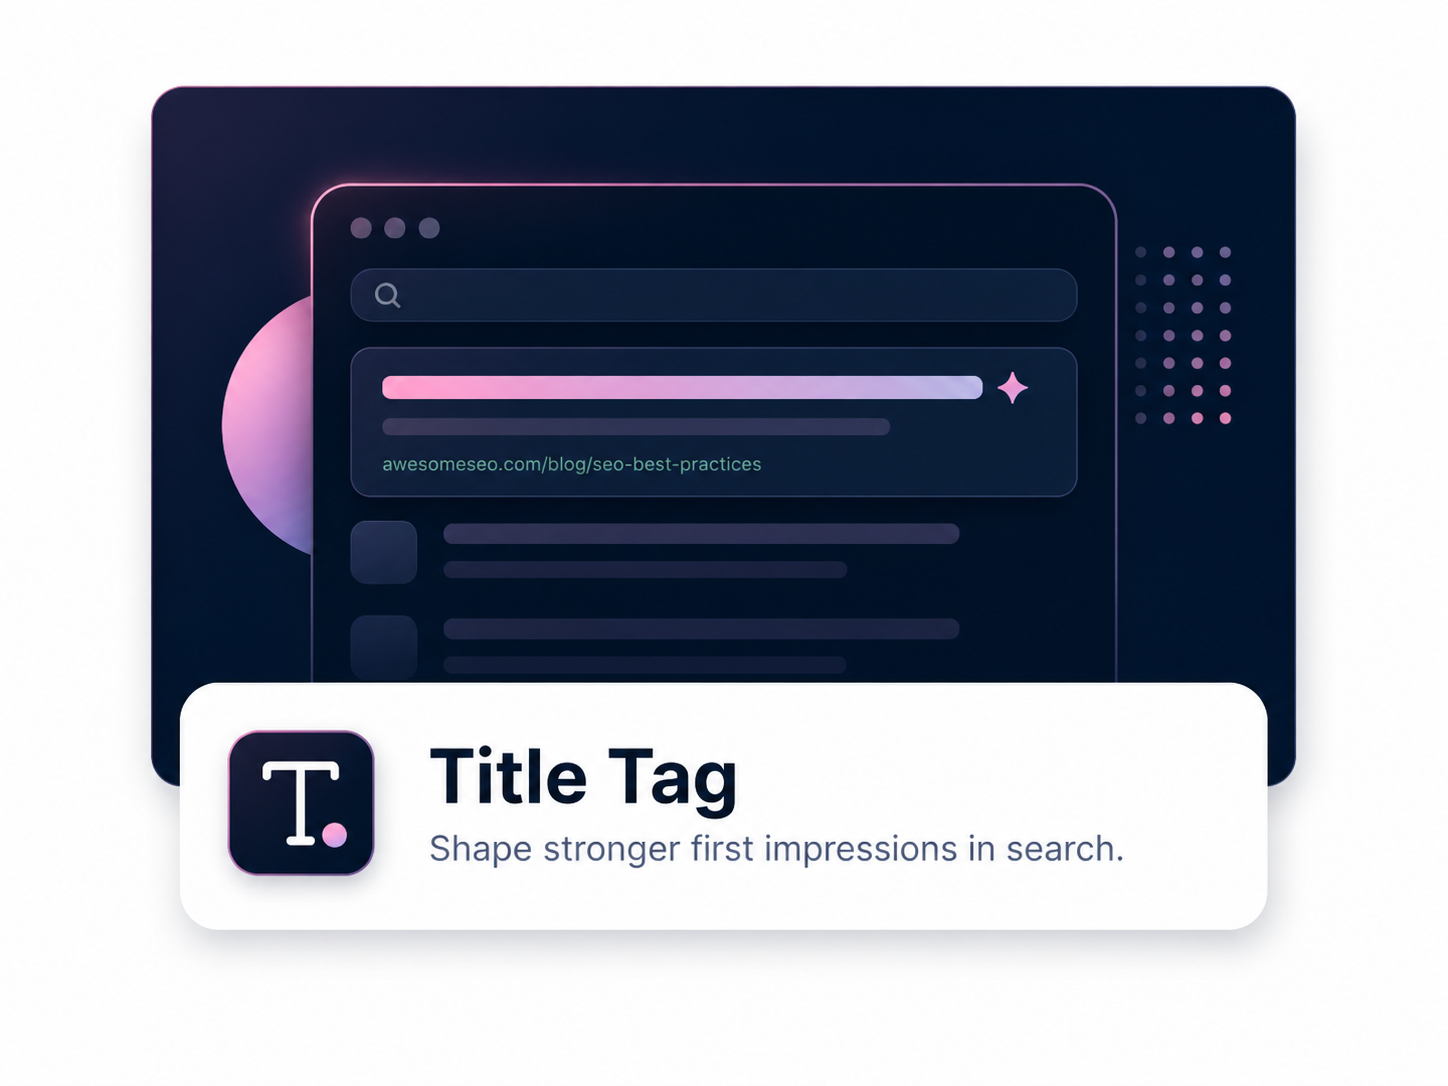 awesomeseo.com/blog/seo-best-practices
T.
Title Tag
Shape stronger first impressions in search.